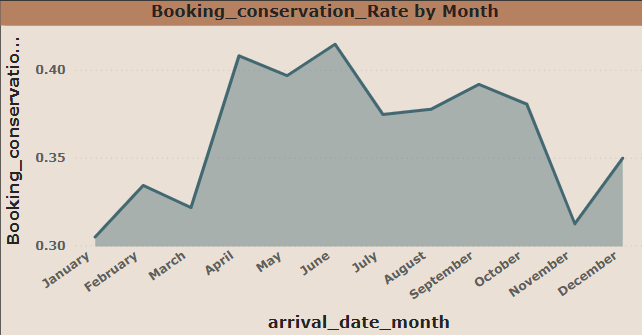 Booking_conservation_Rate by Month
Booking_conservatio...
0.40
0.35
0.30
January
February
March
April
May
June
July
August
September
October
November
December
arrival_date_month